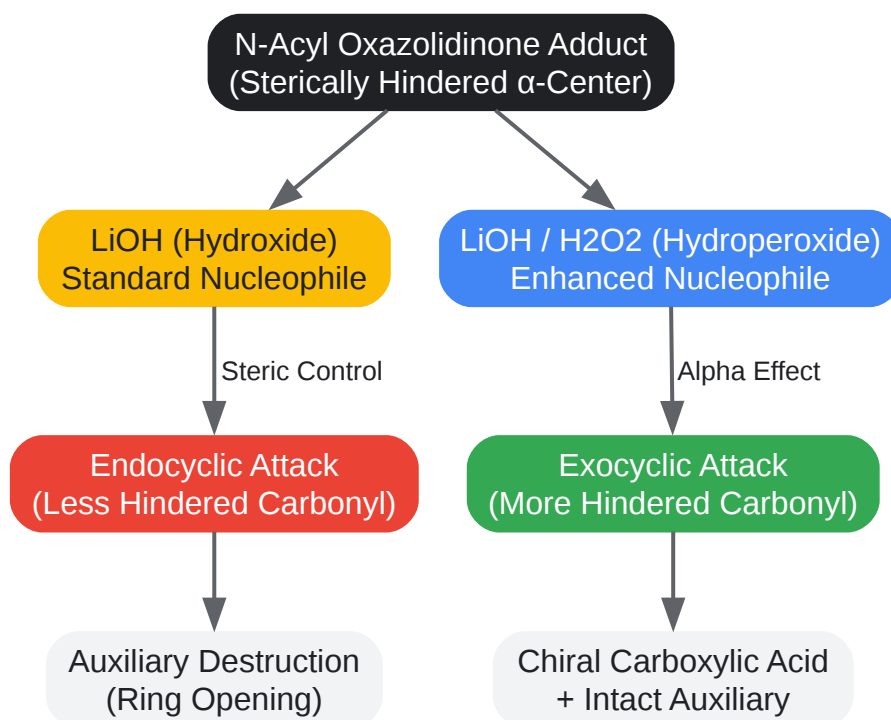 N-Acyl Oxazolidinone Adduct
(Sterically Hindered α-Center)
LiOH (Hydroxide)
Standard Nucleophile
LiOH / H2O2 (Hydroperoxide)
Enhanced Nucleophile
Steric Control
Alpha Effect
Endocyclic Attack
(Less Hindered Carbonyl)
Exocyclic Attack
(More Hindered Carbonyl)
Auxiliary Destruction
(Ring Opening)
Chiral Carboxylic Acid
+ Intact Auxiliary